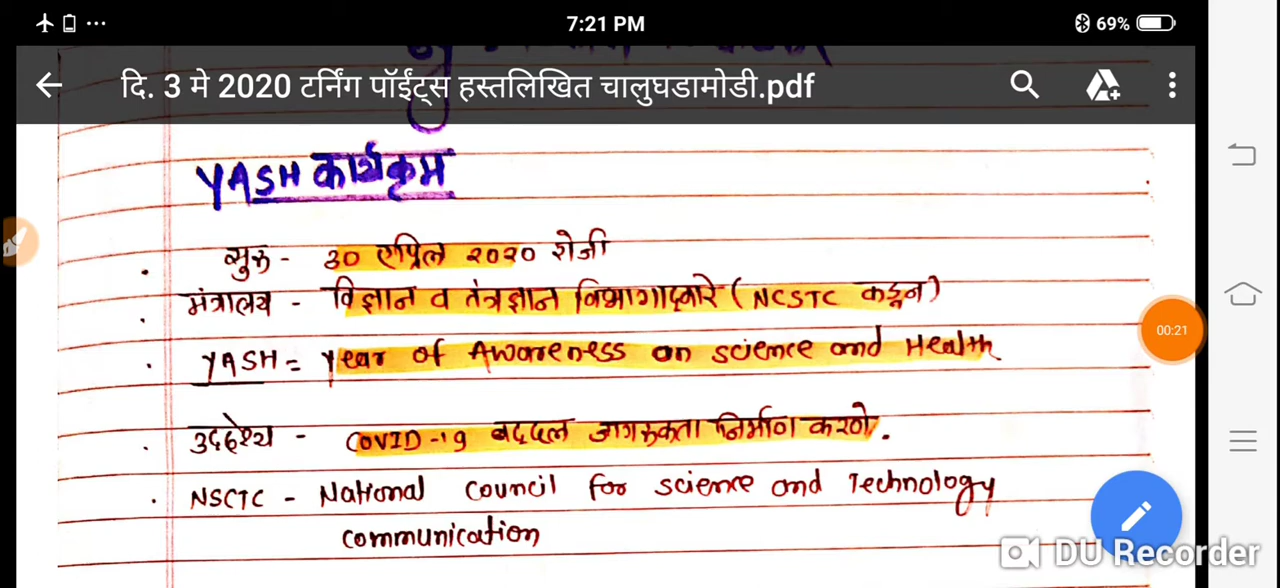 7:21 PM
69%
दि. 3 मे 2020 टर्निंग पॉईंट्स हस्तलिखित चालुघडामोडी.pdf
YASH कार्यक्रम
सुरू - 30 एप्रिल २०२० रोजी
मंत्रालय - विज्ञान व तंत्रज्ञान विभागाद्वारे (NCSTC कडून)
00:21
YASH = Year of Awareness on science and Health
उद्देश्य - COVID-19 बद्दल जागरुकता निर्माण करणे.
NSCTC - National Council for science and Technology
communication
DU Recorder